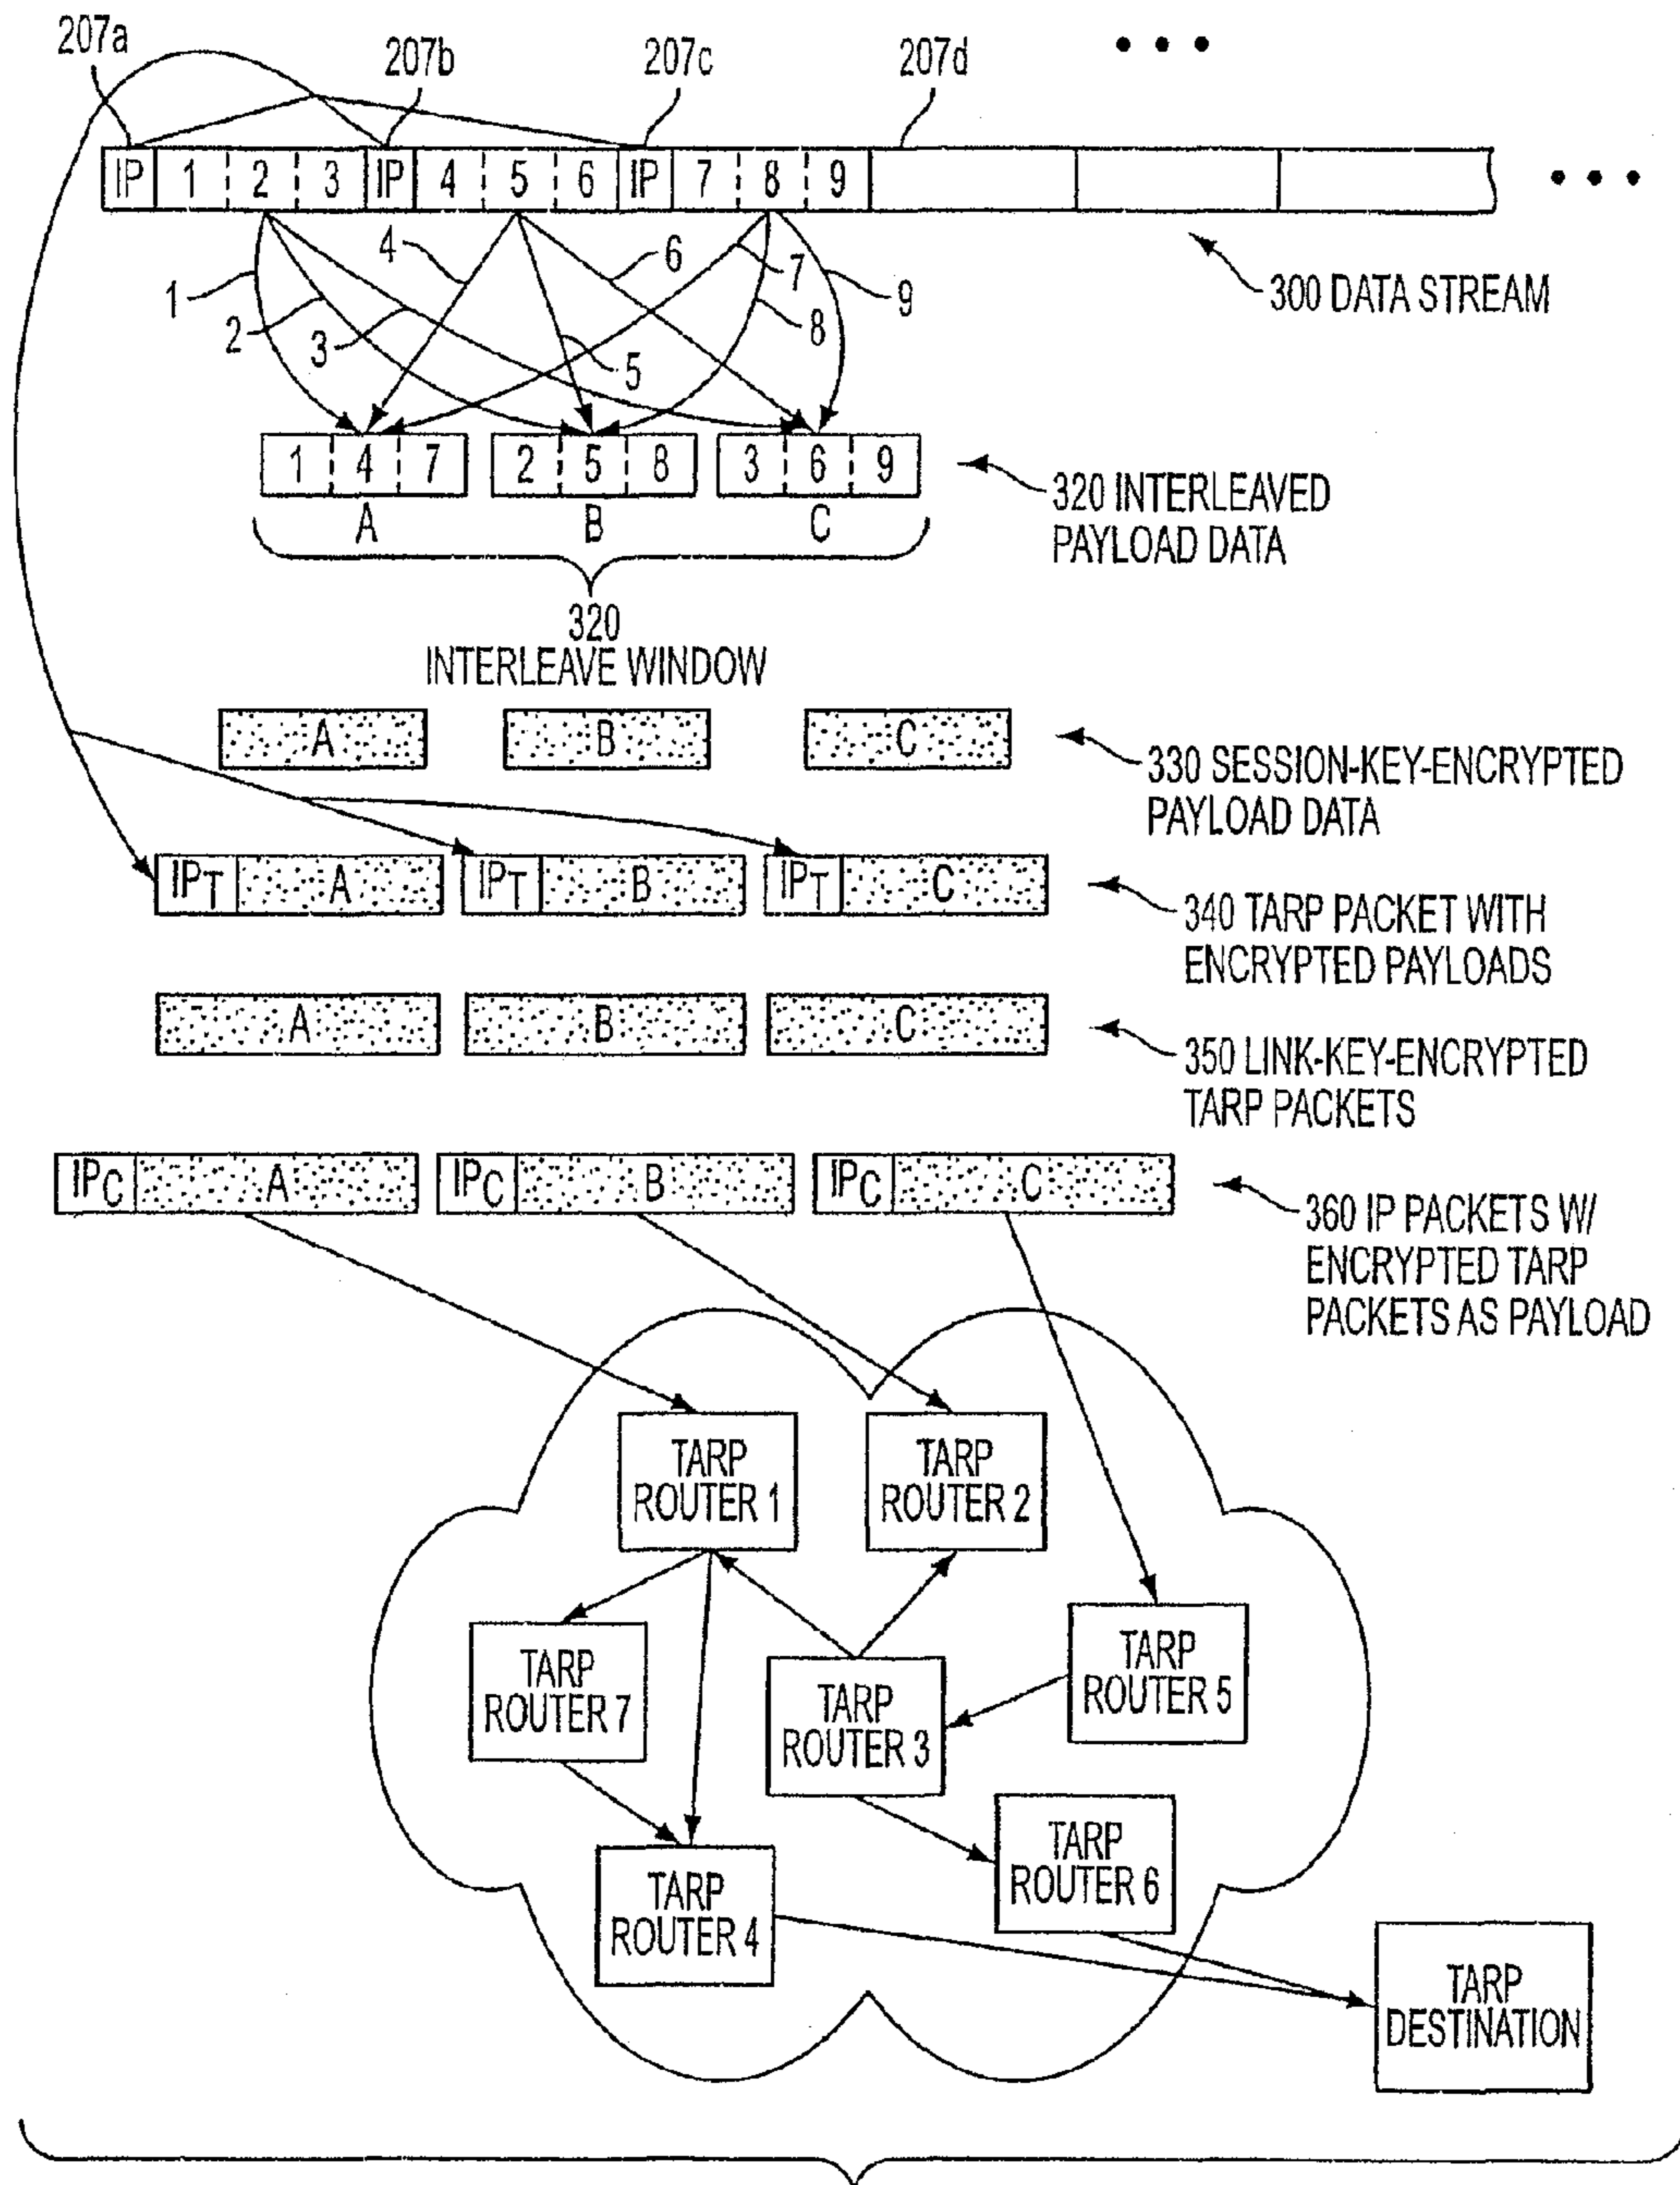 207a 207b 207c 207d • • •
IP 1 2 3 IP 4 5 6 IP 7 8 9 • • •
1 2 3 4 5 6 7 8 9
300 DATA STREAM
1 4 7 2 5 8 3 6 9
A B C
320 INTERLEAVED
PAYLOAD DATA
320
INTERLEAVE WINDOW
A B C
330 SESSION-KEY-ENCRYPTED
PAYLOAD DATA
IPT A IPT B IPT C
340 TARP PACKET WITH
ENCRYPTED PAYLOADS
A B C
350 LINK-KEY-ENCRYPTED
TARP PACKETS
IPC A IPC B IPC C
360 IP PACKETS W/
ENCRYPTED TARP
PACKETS AS PAYLOAD
TARP
ROUTER 1
TARP
ROUTER 2
TARP
ROUTER 7
TARP
ROUTER 3
TARP
ROUTER 5
TARP
ROUTER 4
TARP
ROUTER 6
TARP
DESTINATION